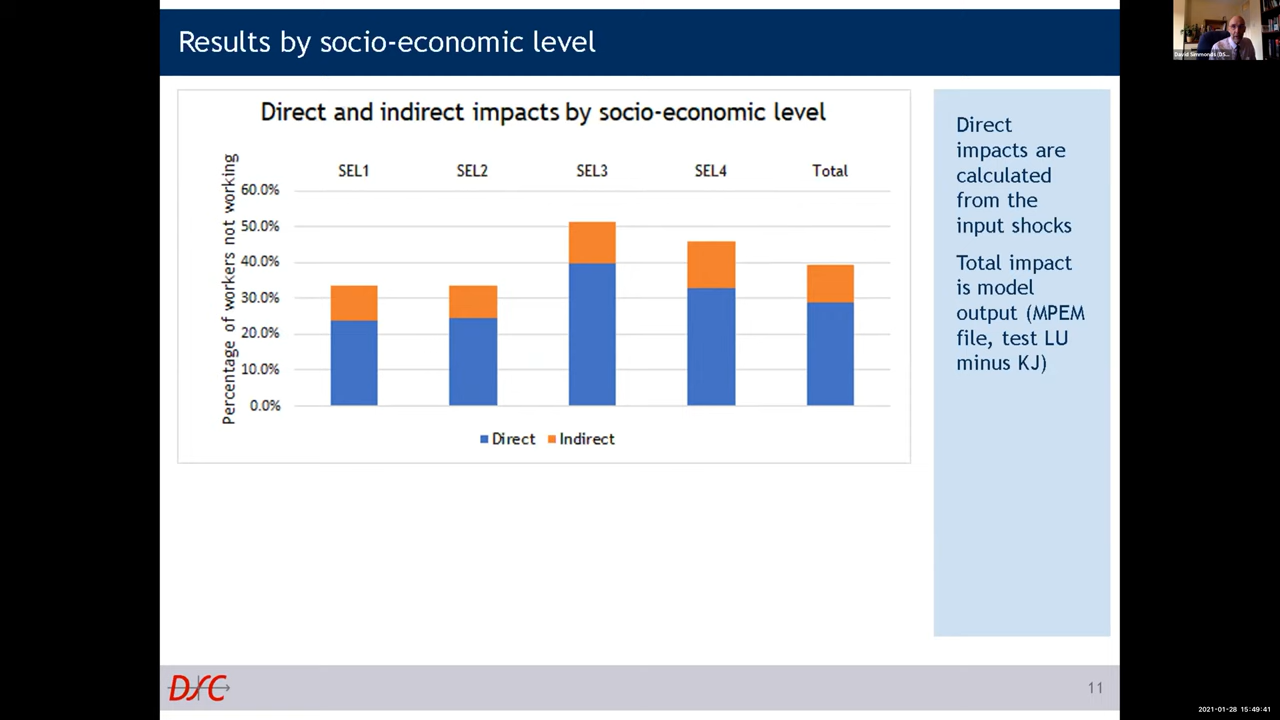 Results by socio-economic level
Direct and indirect impacts by socio-economic level
Percentage of workers not working
SEL1 SEL2 SEL3 SEL4 Total
60.0%
50.0%
40.0%
30.0%
20.0%
10.0%
0.0%
Direct Indirect
Direct
impacts are
calculated
from the
input shocks
Total impact
is model
output (MPEM
file, test LU
minus KJ)
DSC
11
David Simmonds (DS...
2021-01-28 15:49:41